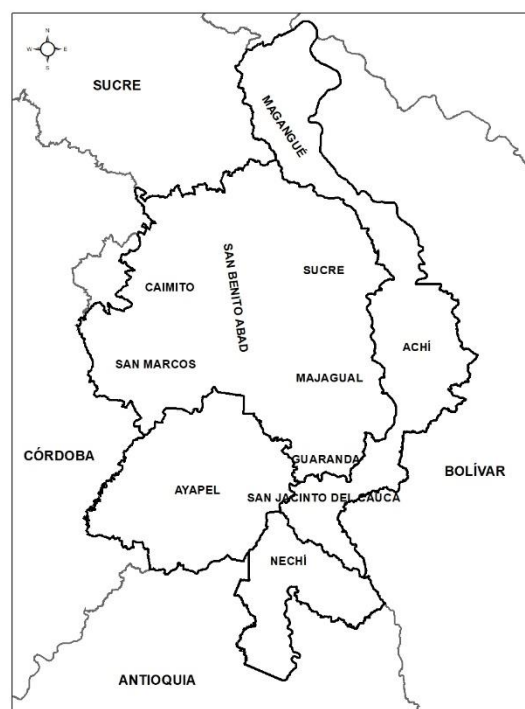 N
W E
S
SUCRE
MAGANGUÉ
SAN BENITO ABAD
SUCRE
CAIMITO
ACHÍ
SAN MARCOS
MAJAGUAL
CÓRDOBA
GUARANDA
BOLÍVAR
AYAPEL
SAN JACINTO DEL CAUCA
NECHÍ
ANTIOQUIA